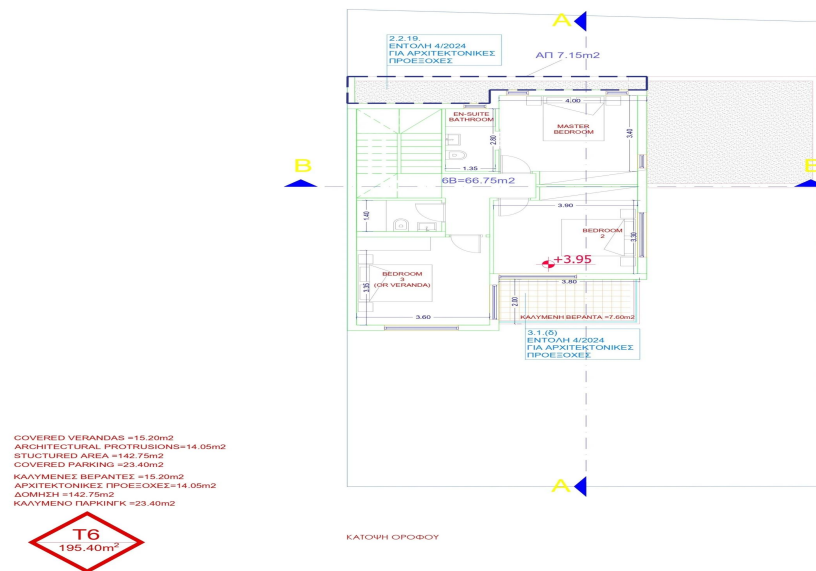 A
2.2.19.
ΕΝΤΟΛΗ 4/2024
ΓΙΑ ΑΡΧΙΤΕΚΤΟΝΙΚΕΣ
ΠΡΟΕΞΟΧΕΣ
ΑΠ 7.15m2
4.00
EN-SUITE
BATHROOM
MASTER
BEDROOM
2.80
3.40
1.35
B
B
6B=66.75m2
3.90
1.40
BEDROOM
2
3.30
+3.95
BEDROOM
3
(OR VERANDA)
3.35
3.80
2.00
3.60
ΚΑΛΥΜΕΝΗ ΒΕΡΑΝΤΑ =7.60m2
3.1.(δ)
ΕΝΤΟΛΗ 4/2024
ΓΙΑ ΑΡΧΙΤΕΚΤΟΝΙΚΕΣ
ΠΡΟΕΞΟΧΕΣ
COVERED VERANDAS =15.20m2
ARCHITECTURAL PROTRUSIONS=14.05m2
STUCTURED AREA =142.75m2
COVERED PARKING =23.40m2
ΚΑΛΥΜΕΝΕΣ ΒΕΡΑΝΤΕΣ =15.20m2
ΑΡΧΙΤΕΚΤΟΝΙΚΕΣ ΠΡΟΕΞΟΧΕΣ=14.05m2
ΔΟΜΗΣΗ =142.75m2
ΚΑΛΥΜΕΝΟ ΠΑΡΚΙΝΓΚ =23.40m2
A
T6
195.40m²
ΚΑΤΟΨΗ ΟΡΟΦΟΥ